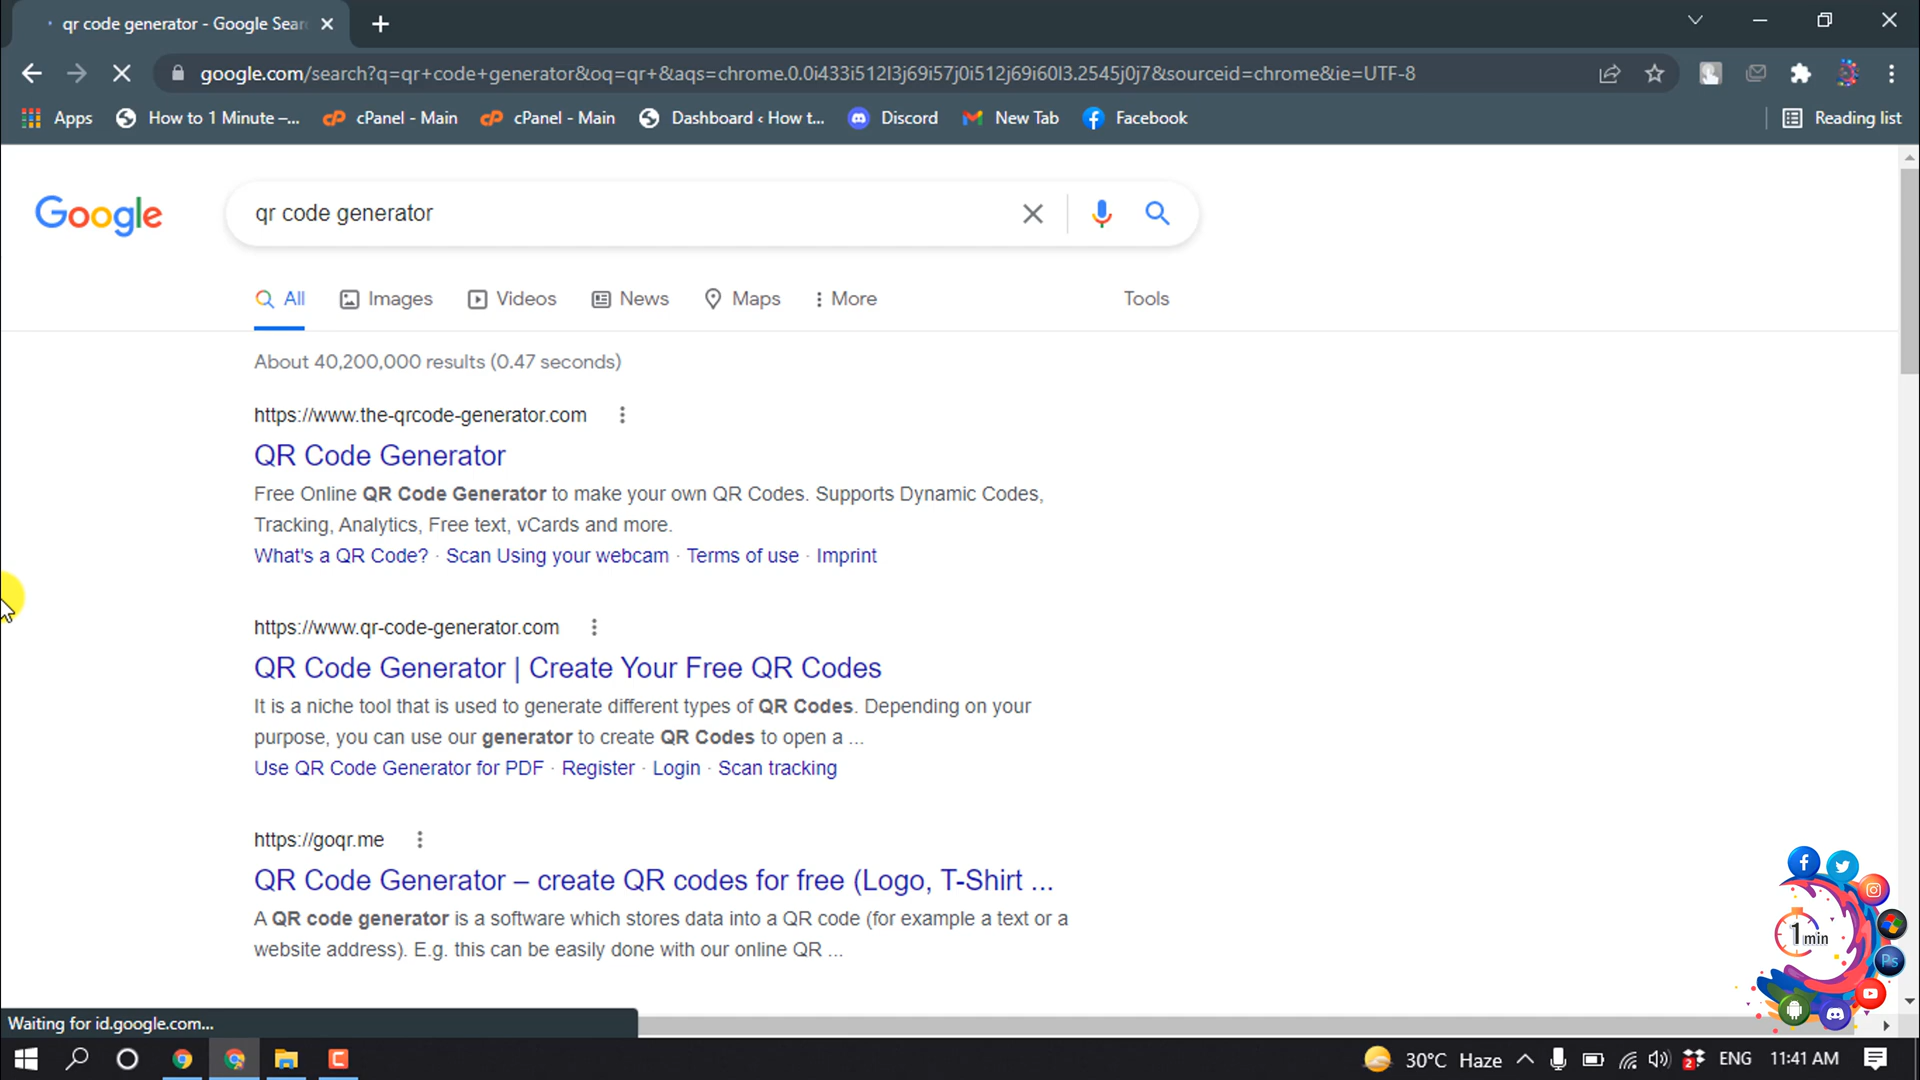 qr code generator - Google Sear
google.com/search?q=qr+code+generator&oq=qr+&aqs=chrome.0.0i433i512l3j69i57j0i512j69i60l3.2545j0j7&sourceid=chrome&ie=UTF-8
Apps How to 1 Minute –... cPanel - Main cPanel - Main Dashboard ‹ How t... Discord New Tab Facebook Reading list
Google qr code generator
All Images Videos News Maps More Tools
About 40,200,000 results (0.47 seconds)
https://www.the-qrcode-generator.com
QR Code Generator
Free Online QR Code Generator to make your own QR Codes. Supports Dynamic Codes,
Tracking, Analytics, Free text, vCards and more.
What's a QR Code? · Scan Using your webcam · Terms of use · Imprint
https://www.qr-code-generator.com
QR Code Generator | Create Your Free QR Codes
It is a niche tool that is used to generate different types of QR Codes. Depending on your
purpose, you can use our generator to create QR Codes to open a ...
Use QR Code Generator for PDF · Register · Login · Scan tracking
https://goqr.me
QR Code Generator – create QR codes for free (Logo, T-Shirt ...
A QR code generator is a software which stores data into a QR code (for example a text or a
website address). E.g. this can be easily done with our online QR ...
1 min
Ps
Waiting for id.google.com...
30°C Haze 2 ENG 11:41 AM